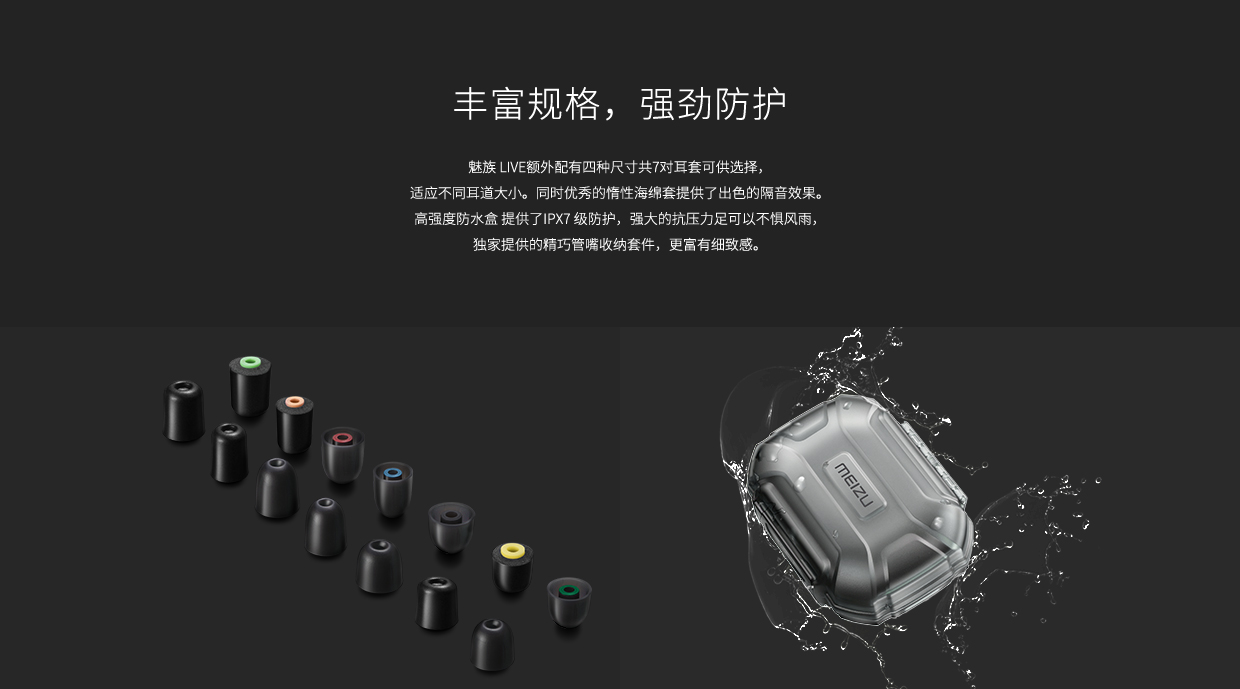 丰富规格，强劲防护
魅族 LIVE额外配有四种尺寸共7对耳套可供选择，
适应不同耳道大小。同时优秀的惰性海绵套提供了出色的隔音效果。
高强度防水盒 提供了IPX7 级防护，强大的抗压力足可以不惧风雨，
独家提供的精巧管嘴收纳套件，更富有细致感。
MEIZU